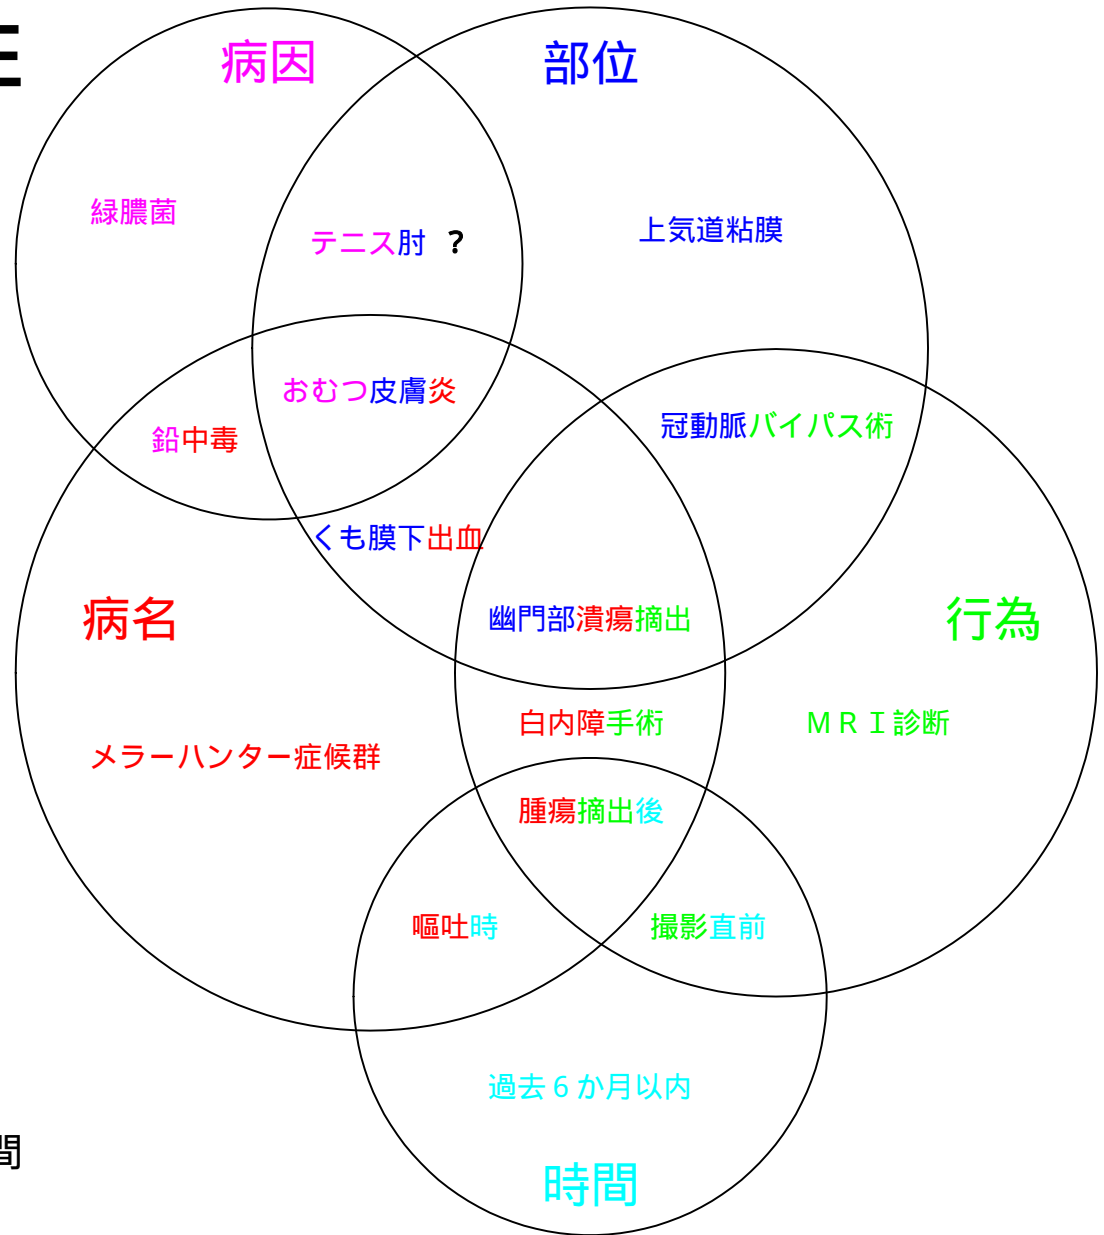 病因
部位
緑膿菌
テニス肘 ?
上気道粘膜
おむつ皮膚炎
鉛中毒
冠動脈バイパス術
くも膜下出血
病名
幽門部潰瘍摘出
行為
白内障手術
ＭＲＩ診断
メラーハンター症候群
腫瘍摘出後
嘔吐時
撮影直前
過去６か月以内
間
時間